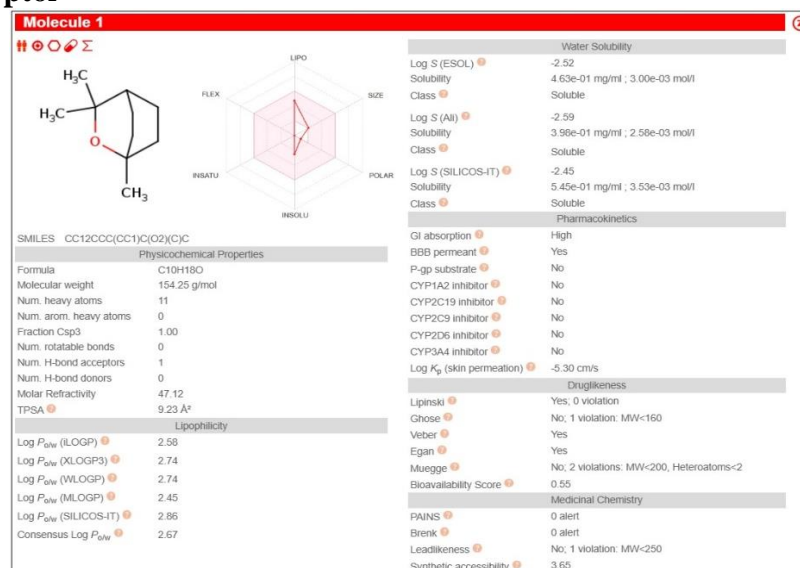 Molecule 1
LIPO
FLEX
SIZE
H3C
H3C
O
CH3
INSATU
POLAR
INSOLU
SMILES CC12CCC(CC1)C(O2)(C)C
Physicochemical Properties
Formula C10H18O
Molecular weight 154.25 g/mol
Num. heavy atoms 11
Num. arom. heavy atoms 0
Fraction Csp3 1.00
Num. rotatable bonds 0
Num. H-bond acceptors 1
Num. H-bond donors 0
Molar Refractivity 47.12
TPSA ? 9.23 Å²
Lipophilicity
Log Po/w (iLOGP) ? 2.58
Log Po/w (XLOGP3) ? 2.74
Log Po/w (WLOGP) ? 2.74
Log Po/w (MLOGP) ? 2.45
Log Po/w (SILICOS-IT) ? 2.86
Consensus Log Po/w ? 2.67
Water Solubility
Log S (ESOL) ? -2.52
Solubility 4.63e-01 mg/ml ; 3.00e-03 mol/l
Class ? Soluble
Log S (Ali) ? -2.59
Solubility 3.98e-01 mg/ml ; 2.58e-03 mol/l
Class ? Soluble
Log S (SILICOS-IT) ? -2.45
Solubility 5.45e-01 mg/ml ; 3.53e-03 mol/l
Class ? Soluble
Pharmacokinetics
GI absorption ? High
BBB permeant ? Yes
P-gp substrate ? No
CYP1A2 inhibitor ? No
CYP2C19 inhibitor ? No
CYP2C9 inhibitor ? No
CYP2D6 inhibitor ? No
CYP3A4 inhibitor ? No
Log Kp (skin permeation) ? -5.30 cm/s
Druglikeness
Lipinski ? Yes; 0 violation
Ghose ? No; 1 violation: MW<160
Veber ? Yes
Egan ? Yes
Muegge ? No; 2 violations: MW<200, Heteroatoms<2
Bioavailability Score ? 0.55
Medicinal Chemistry
PAINS ? 0 alert
Brenk ? 0 alert
Leadlikeness ? No; 1 violation: MW<250
Synthetic accessibility ? 3.65